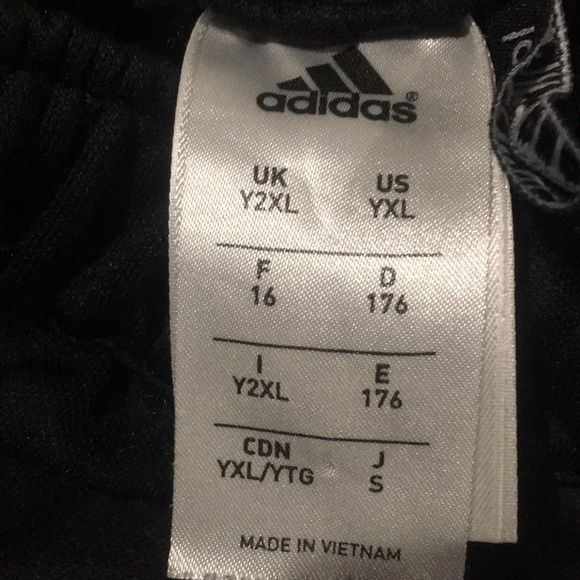 adidas®
UK US
Y2XL YXL
F D
16 176
I E
Y2XL 176
CDN J
YXL/YTG S
MADE IN VIETNAM